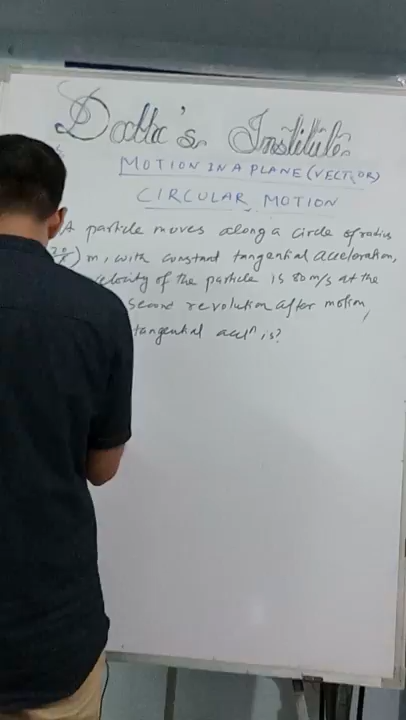 Datta's Institute
MOTION IN A PLANE (VECTOR)
CIRCULAR MOTION
A particle moves along a circle of radius
m, with constant tangential acceleration,
velocity of the particle is 80 m/s at the
second revolution after motion,
tangential accⁿ is?